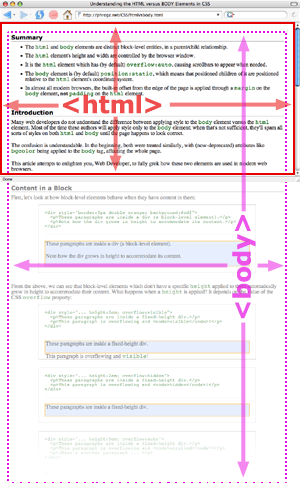 Understanding the HTML versus BODY Elements in CSS
http://phrogz.net/CSS/htmlvsbody.html
Summary
The html and body elements are distinct block-level entities, in a parent/child relationship.
The html element's height and width are controlled by the browser window.
It is the html element which has (by default) overflow:auto, causing scrollbars to appear when needed.
The body element is (by default) position:static, which means that positioned children of it are positioned
relative to the html element's coordinate system.
In almost all modern browsers, the built-in offset from the edge of the page is applied through a margin on
the body element, not padding on the html element.
<html>
Introduction
Many web developers do not understand the difference between applying style to the body element versus the html
element. Most of the time these authors will apply style only to the body element; when that's not sufficient, they'll spam all
sorts of styles on both html and body until the page happens to look correct.
The confusion is understandable. In the beginning, both were treated similarly, with (now-deprecated) attributes like
bgcolor being applied to the body tag, affecting the whole page.
This article attempts to enlighten you, Web Developer, to fully grok how these two elements are used in modern web
browsers.
Done
Content in a Block
First, let's look at how block-level elements behave when they have content in them.
These paragraphs are inside a div (a block-level element).
Note how the div grows in height to accommodate its content.
<body>
From the above, we can see that block-level elements which don't have a specific height applied to them automatically
grow in height to accommodate their content. What happens when a height is applied? It depends on the value of the
CSS overflow property:
These paragraphs are inside a fixed-height div.
This paragraph is overflowing and visible!
These paragraphs are inside a fixed-height div.